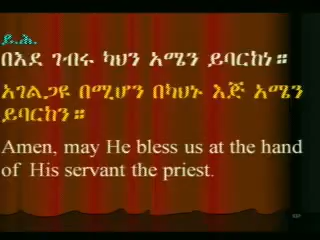 ይ.ሕ.
በእደ ገብሩ ካህን አሜን ይባርከነ።
አገልጋዩ በሚሆን በካህኑ እጅ አሜን
ይባርከን።
Amen, may He bless us at the hand
of His servant the priest.